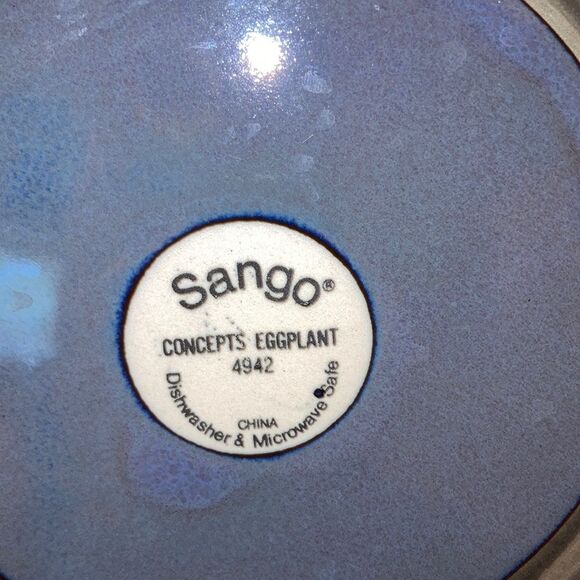 Sango®
CONCEPTS EGGPLANT
4942
CHINA
Dishwasher & Microwave Safe